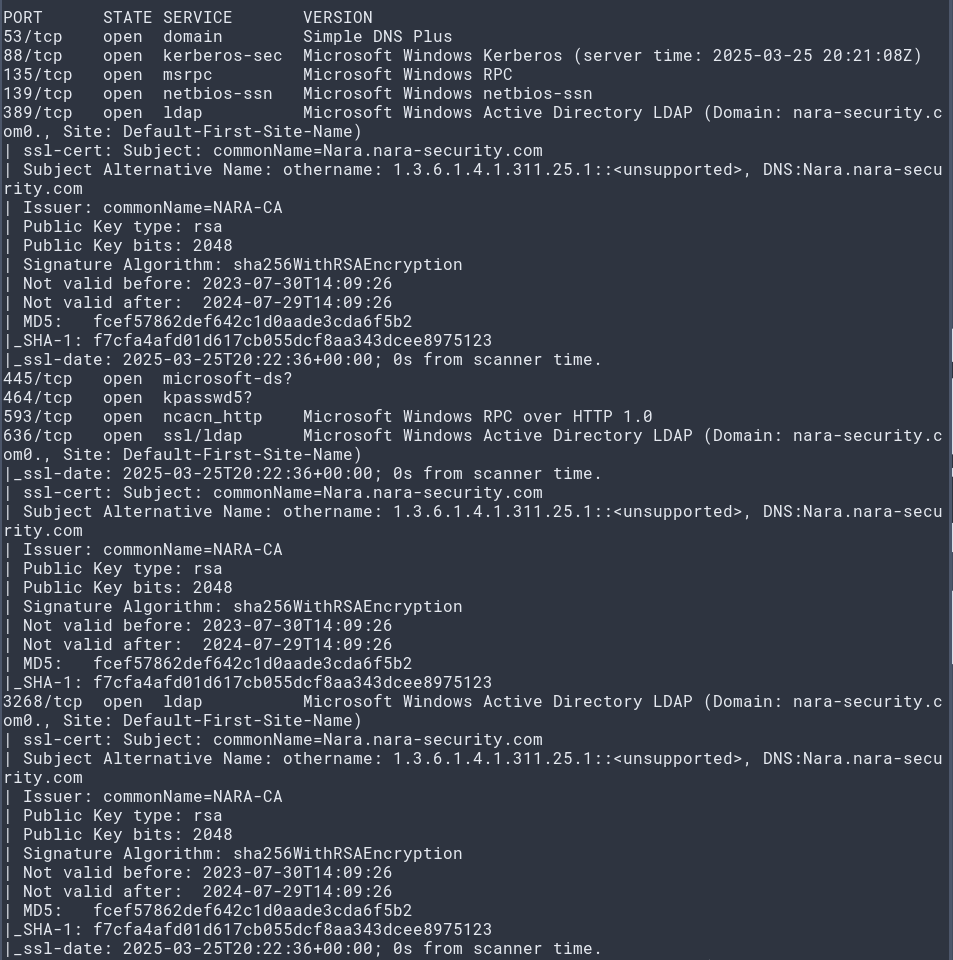 PORT      STATE SERVICE       VERSION
53/tcp    open  domain        Simple DNS Plus
88/tcp    open  kerberos-sec  Microsoft Windows Kerberos (server time: 2025-03-25 20:21:08Z)
135/tcp   open  msrpc         Microsoft Windows RPC
139/tcp   open  netbios-ssn   Microsoft Windows netbios-ssn
389/tcp   open  ldap          Microsoft Windows Active Directory LDAP (Domain: nara-security.c
om0., Site: Default-First-Site-Name)
| ssl-cert: Subject: commonName=Nara.nara-security.com
| Subject Alternative Name: othername: 1.3.6.1.4.1.311.25.1::<unsupported>, DNS:Nara.nara-secu
rity.com
| Issuer: commonName=NARA-CA
| Public Key type: rsa
| Public Key bits: 2048
| Signature Algorithm: sha256WithRSAEncryption
| Not valid before: 2023-07-30T14:09:26
| Not valid after:  2024-07-29T14:09:26
| MD5:   fcef57862def642c1d0aade3cda6f5b2
|_SHA-1: f7cfa4afd01d617cb055dcf8aa343dcee8975123
|_ssl-date: 2025-03-25T20:22:36+00:00; 0s from scanner time.
445/tcp   open  microsoft-ds?
464/tcp   open  kpasswd5?
593/tcp   open  ncacn_http    Microsoft Windows RPC over HTTP 1.0
636/tcp   open  ssl/ldap      Microsoft Windows Active Directory LDAP (Domain: nara-security.c
om0., Site: Default-First-Site-Name)
|_ssl-date: 2025-03-25T20:22:36+00:00; 0s from scanner time.
| ssl-cert: Subject: commonName=Nara.nara-security.com
| Subject Alternative Name: othername: 1.3.6.1.4.1.311.25.1::<unsupported>, DNS:Nara.nara-secu
rity.com
| Issuer: commonName=NARA-CA
| Public Key type: rsa
| Public Key bits: 2048
| Signature Algorithm: sha256WithRSAEncryption
| Not valid before: 2023-07-30T14:09:26
| Not valid after:  2024-07-29T14:09:26
| MD5:   fcef57862def642c1d0aade3cda6f5b2
|_SHA-1: f7cfa4afd01d617cb055dcf8aa343dcee8975123
3268/tcp  open  ldap          Microsoft Windows Active Directory LDAP (Domain: nara-security.c
om0., Site: Default-First-Site-Name)
| ssl-cert: Subject: commonName=Nara.nara-security.com
| Subject Alternative Name: othername: 1.3.6.1.4.1.311.25.1::<unsupported>, DNS:Nara.nara-secu
rity.com
| Issuer: commonName=NARA-CA
| Public Key type: rsa
| Public Key bits: 2048
| Signature Algorithm: sha256WithRSAEncryption
| Not valid before: 2023-07-30T14:09:26
| Not valid after:  2024-07-29T14:09:26
| MD5:   fcef57862def642c1d0aade3cda6f5b2
|_SHA-1: f7cfa4afd01d617cb055dcf8aa343dcee8975123
|_ssl-date: 2025-03-25T20:22:36+00:00; 0s from scanner time.